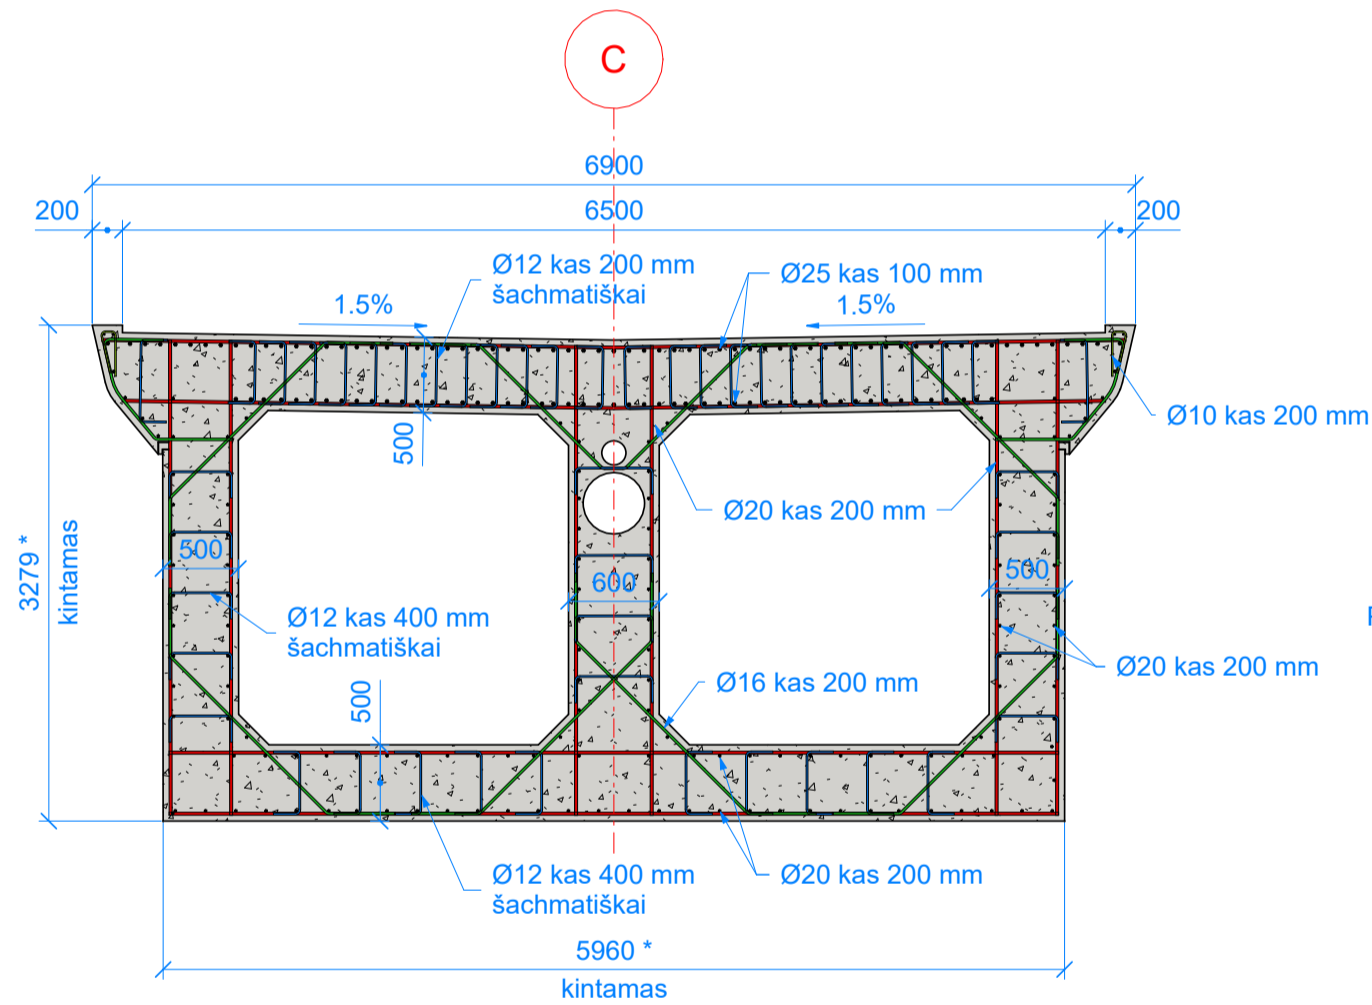 C
6900
200
6500
200
Ø12 kas 200 mm
šachmatiškai
Ø25 kas 100 mm
1.5%
1.5%
Ø10 kas 200 mm
500
Ø20 kas 200 mm
3279 *
kintamas
500
600
500
Ø12 kas 400 mm
šachmatiškai
Ø20 kas 200 mm
Ø16 kas 200 mm
500
Ø12 kas 400 mm
šachmatiškai
Ø20 kas 200 mm
5960 *
kintamas